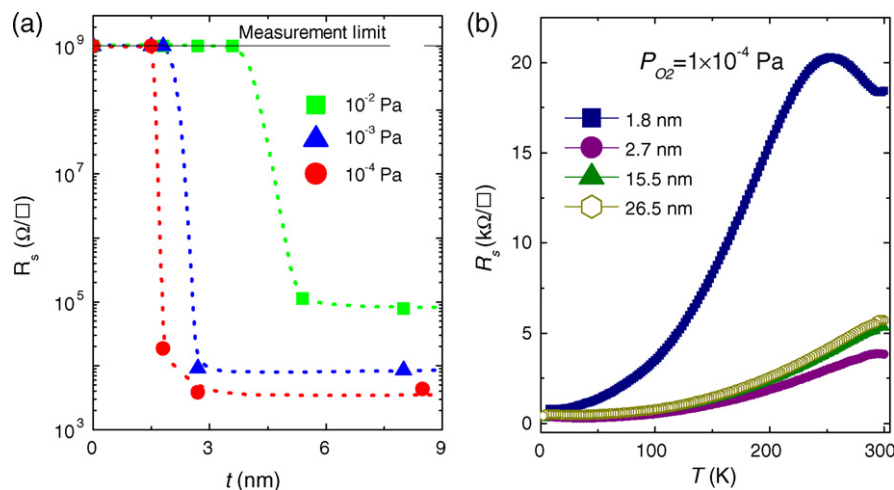 (a)
Measurement limit
10⁹
10⁷
10⁵
10³
R_s (Ω/□)
10⁻² Pa
10⁻³ Pa
10⁻⁴ Pa
0 3 6 9
t (nm)
(b)
P_O2=1×10⁻⁴ Pa
1.8 nm
2.7 nm
15.5 nm
26.5 nm
20
15
10
5
0
R_s (kΩ/□)
0 100 200 300
T (K)